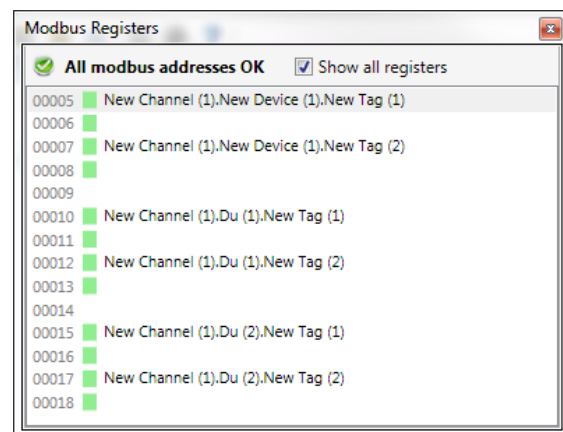 Modbus Registers
All modbus addresses OK Show all registers
00005 New Channel (1).New Device (1).New Tag (1)
00006
00007 New Channel (1).New Device (1).New Tag (2)
00008
00009
00010 New Channel (1).Du (1).New Tag (1)
00011
00012 New Channel (1).Du (1).New Tag (2)
00013
00014
00015 New Channel (1).Du (2).New Tag (1)
00016
00017 New Channel (1).Du (2).New Tag (2)
00018